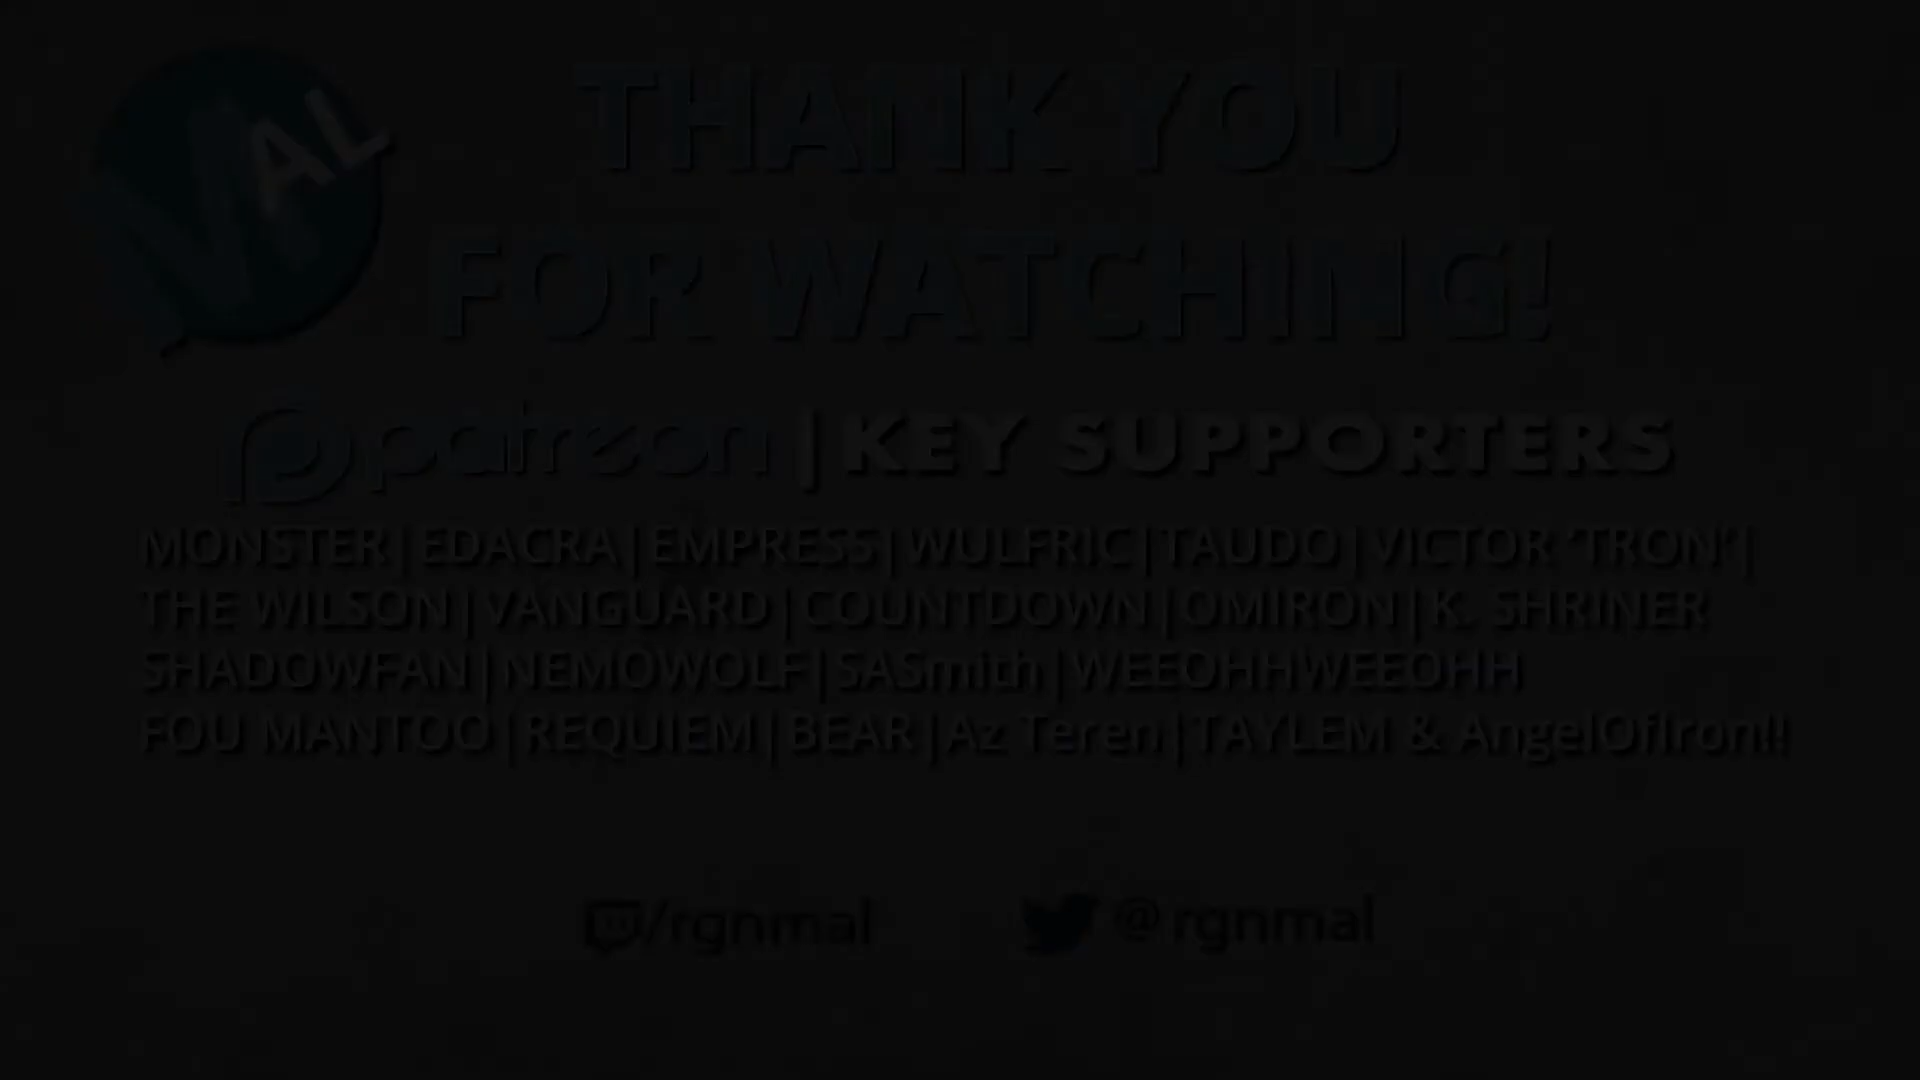 MAL
THANK YOU
FOR WATCHING!
patreon | KEY SUPPORTERS
MONSTER | EDACRA | EMPRESS | WULFRIC | TAUDO | VICTOR 'TRON' |
THE WILSON | VANGUARD | COUNTDOWN | OMIRON | K. SHRINER
SHADOWFAN | NEMOWOLF | SASmith | WEEOHHWEEOHH
FOU MANTOO | REQUIEM | BEAR | Az Teren | TAYLEM & AngelOfIron!!
/rgnmal @rgnmal